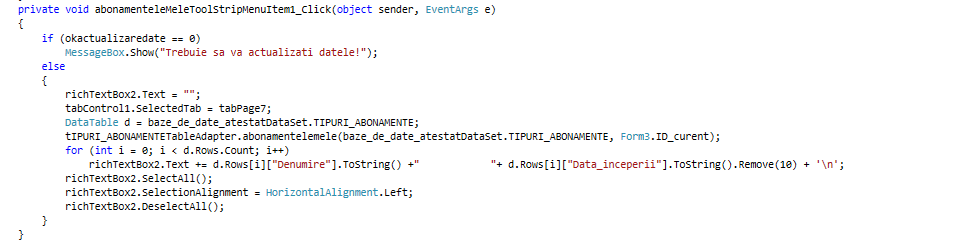 private void abonamenteleMeleToolStripMenuItem1_Click(object sender, EventArgs e)
{
    if (okactualizaredate == 0)
        MessageBox.Show("Trebuie sa va actualizati datele!");
    else
    {
        richTextBox2.Text = "";
        tabControl1.SelectedTab = tabPage7;
        DataTable d = baze_de_date_atestatDataSet.TIPURI_ABONAMENTE;
        tIPURI_ABONAMENTETableAdapter.abonamentelemele(baze_de_date_atestatDataSet.TIPURI_ABONAMENTE, Form3.ID_curent);
        for (int i = 0; i < d.Rows.Count; i++)
            richTextBox2.Text += d.Rows[i]["Denumire"].ToString() +"            "+ d.Rows[i]["Data_inceperii"].ToString().Remove(10) + '\n';
        richTextBox2.SelectAll();
        richTextBox2.SelectionAlignment = HorizontalAlignment.Left;
        richTextBox2.DeselectAll();
    }
}